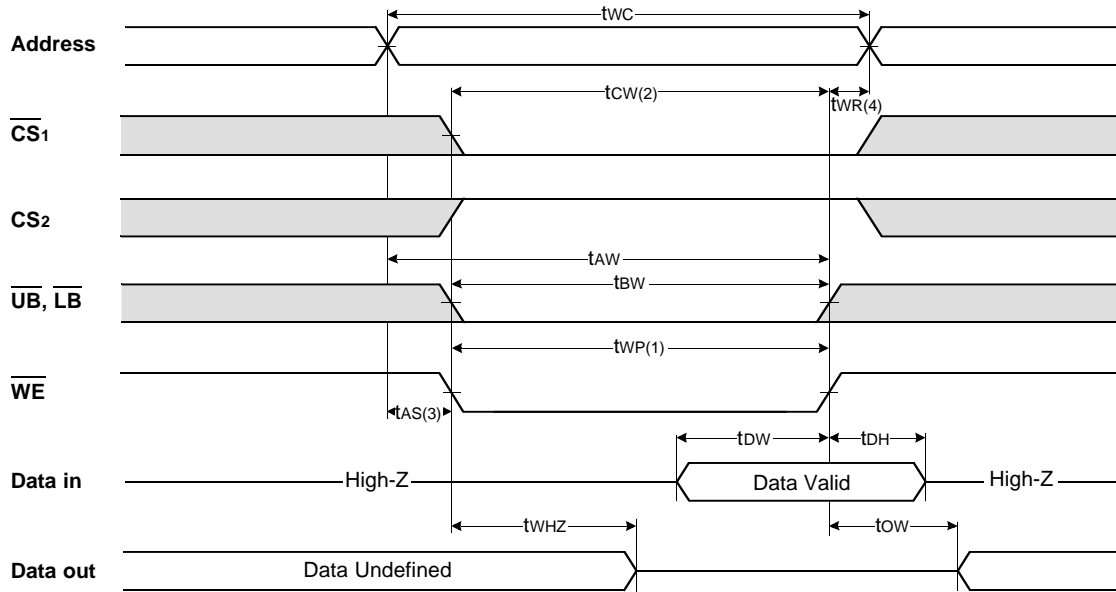 tWC
Address
tCW(2)
tWR(4)
CS1
CS2
tAW
tBW
UB, LB
tWP(1)
WE
tAS(3)
tDW
tDH
Data in
High-Z
Data Valid
High-Z
tWHZ
tOW
Data out
Data Undefined